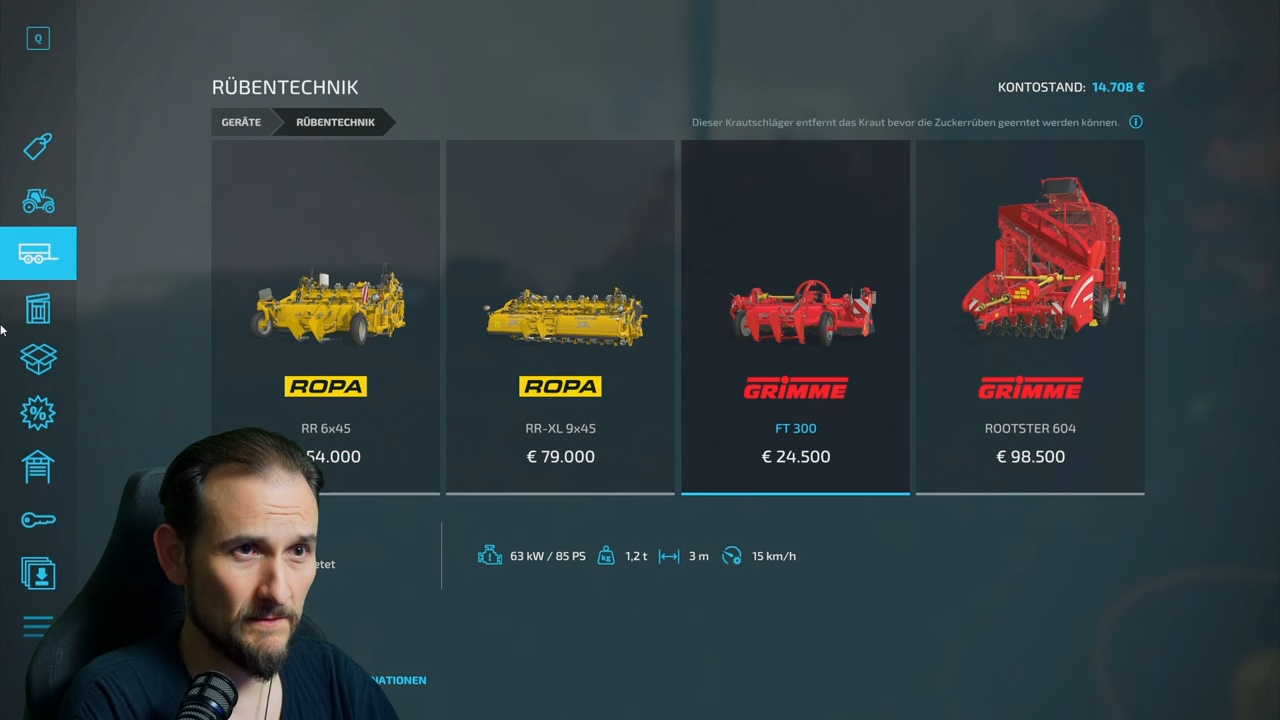 Q
RÜBENTECHNIK
KONTOSTAND: 14.708 €
GERÄTE RÜBENTECHNIK
Dieser Krautschläger entfernt das Kraut bevor die Zuckerrüben geerntet werden können.
ROPA ROPA GRIMME GRIMME
RR 6x45 RR-XL 9x45 FT 300 ROOTSTER 604
54.000 € 79.000 € 24.500 € 98.500
63 kW / 85 PS 1,2 t 3 m 15 km/h